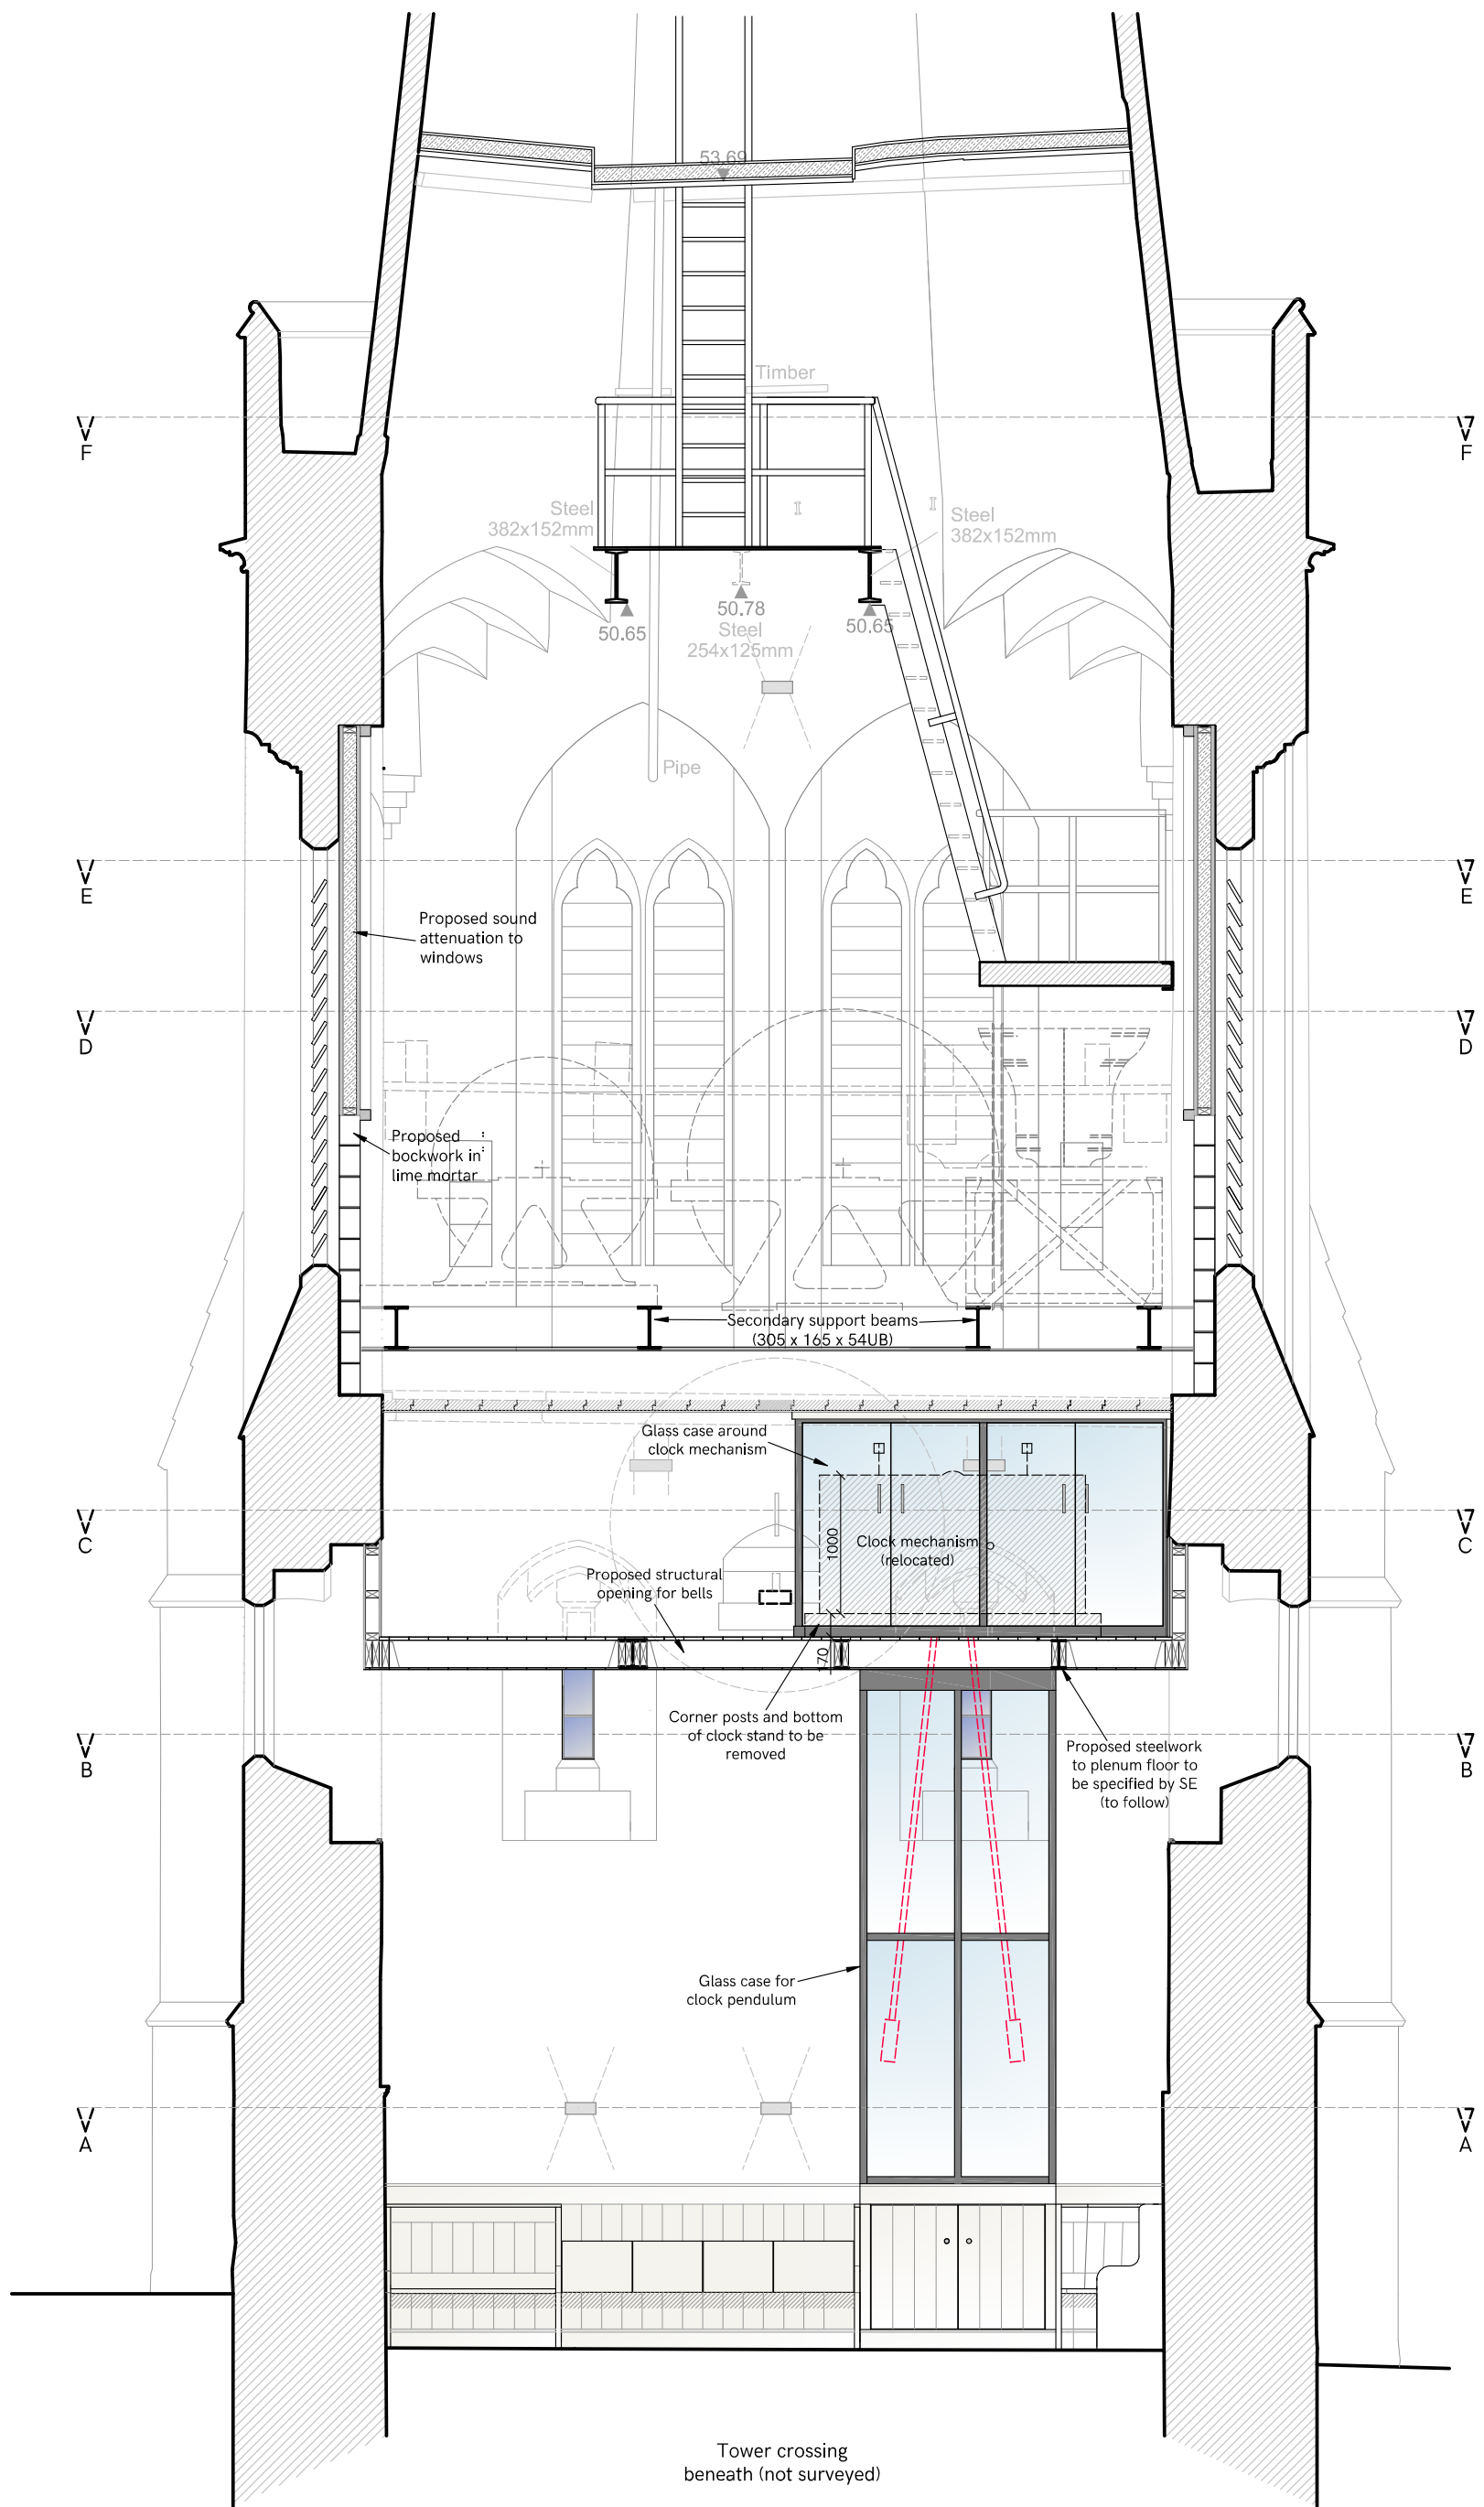 53.69
Timber
F
F
Steel
382x152mm
Steel
382x152mm
50.65
50.78
50.65
Steel
254x125mm
Pipe
E
E
Proposed sound
attenuation to
windows
D
D
Proposed
bockwork in
lime mortar
Secondary support beams
(305 x 165 x 54UB)
Glass case around
clock mechanism
C
C
1000
Clock mechanism
(relocated)
Proposed structural
opening for bells
170
Corner posts and bottom
of clock stand to be
removed
B
B
Proposed steelwork
to plenum floor to
be specified by SE
(to follow)
Glass case for
clock pendulum
A
A
Tower crossing
beneath (not surveyed)